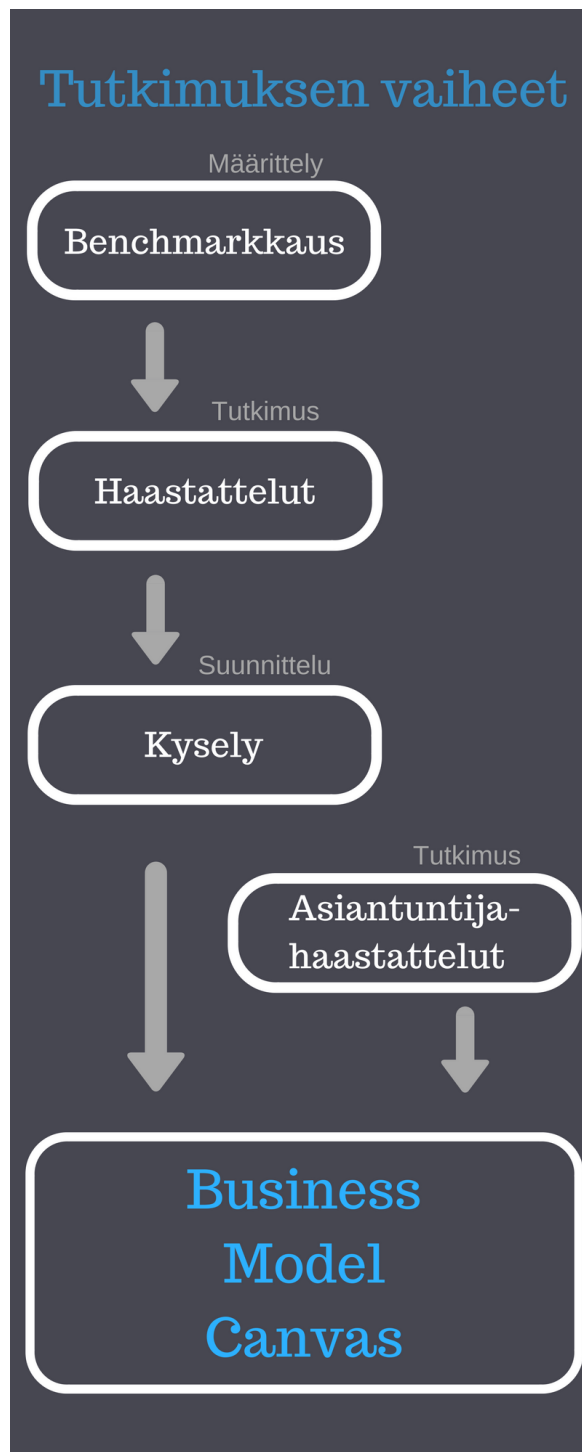 Tutkimuksen vaiheet
Määrittely
Benchmarkkaus
Tutkimus
Haastattelut
Suunnittelu
Kysely
Tutkimus
Asiantuntija-
haastattelut
Business
Model
Canvas